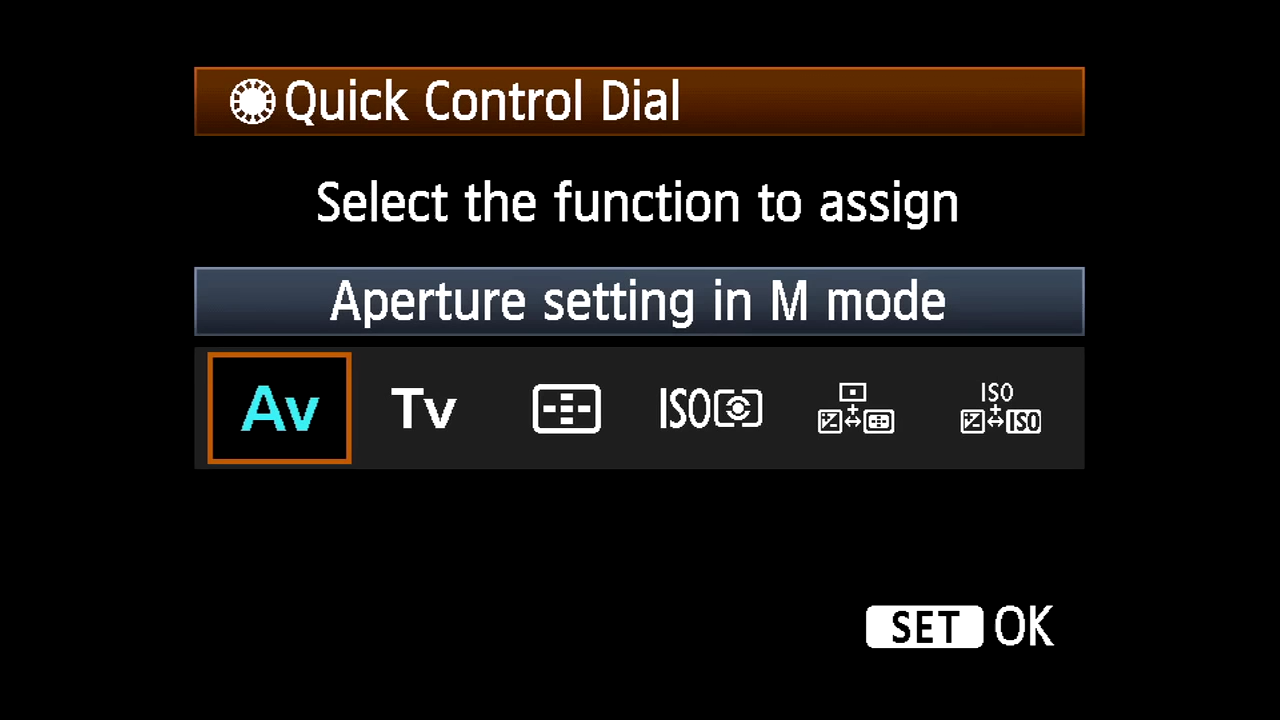 Quick Control Dial
Select the function to assign
Aperture setting in M mode
Av Tv ISO ISO ISO
SET OK